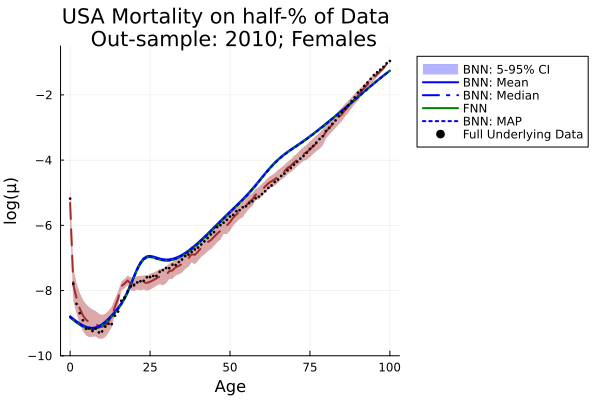 USA Mortality on half-% of Data
Out-sample: 2010; Females
BNN: 5-95% CI
BNN: Mean
BNN: Median
FNN
BNN: MAP
Full Underlying Data
log(μ)
−2
−4
−6
−8
−10
0
25
50
75
100
Age